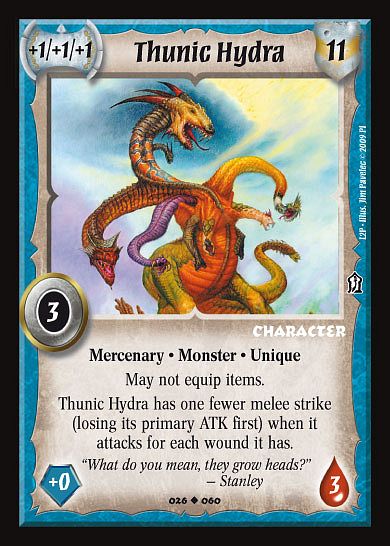 +1/+1/+1
Thunic Hydra
11
L2P • Illus. Jim Pavelec © 2009 P1
3
CHARACTER
Mercenary • Monster • Unique
May not equip items.
Thunic Hydra has one fewer melee strike
(losing its primary ATK first) when it
attacks for each wound it has.
“What do you mean, they grow heads?”
– Stanley
+0
026 ◆ 060
3